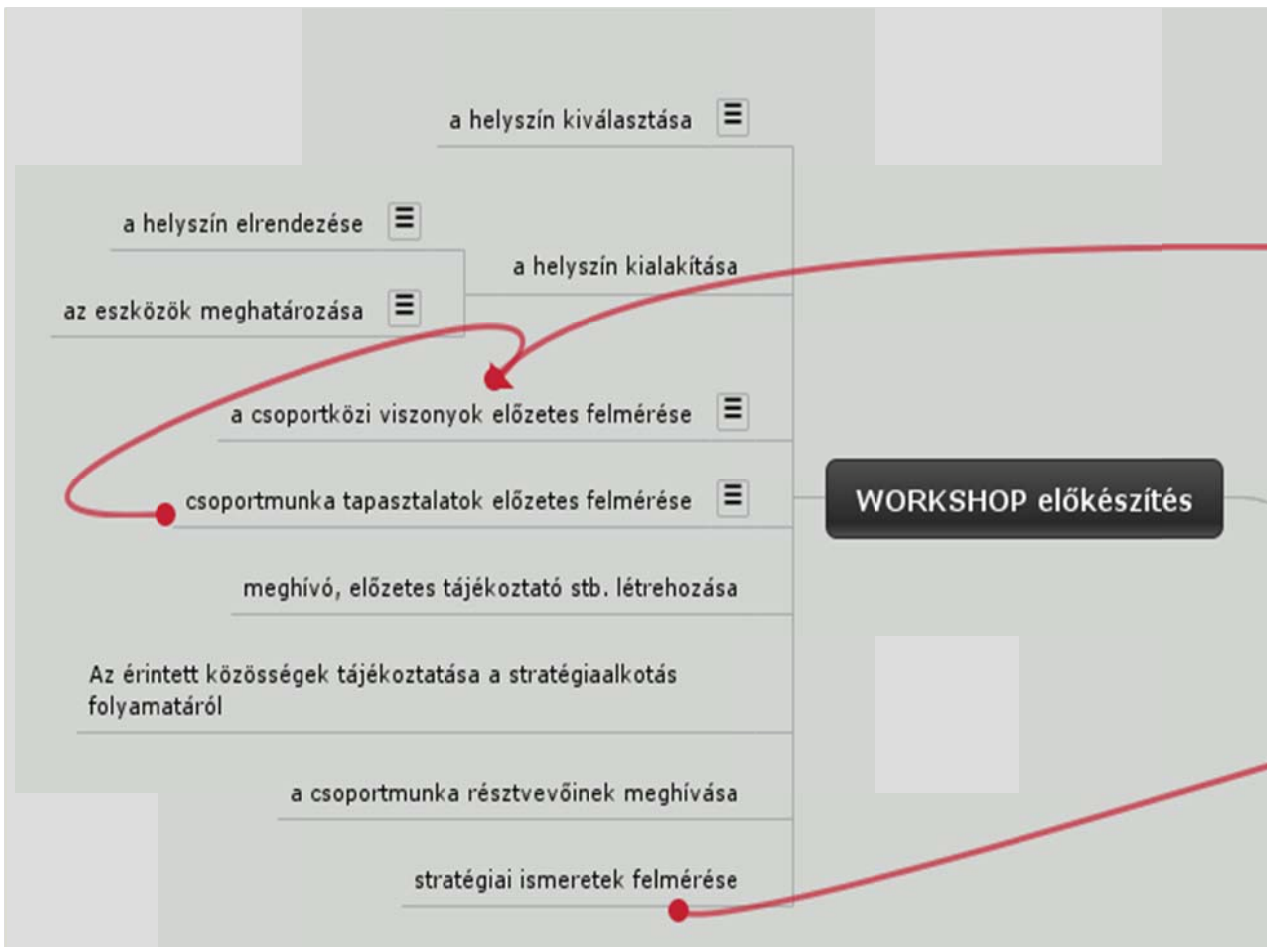 a helyszín kiválasztása
a helyszín elrendezése
a helyszín kialakítása
az eszközök meghatározása
a csoportközi viszonyok előzetes felmérése
csoportmunka tapasztalatok előzetes felmérése
WORKSHOP előkészítés
meghívó, előzetes tájékoztató stb. létrehozása
Az érintett közösségek tájékoztatása a stratégiaalkotás
folyamatáról
a csoportmunka résztvevőinek meghívása
stratégiai ismeretek felmérése